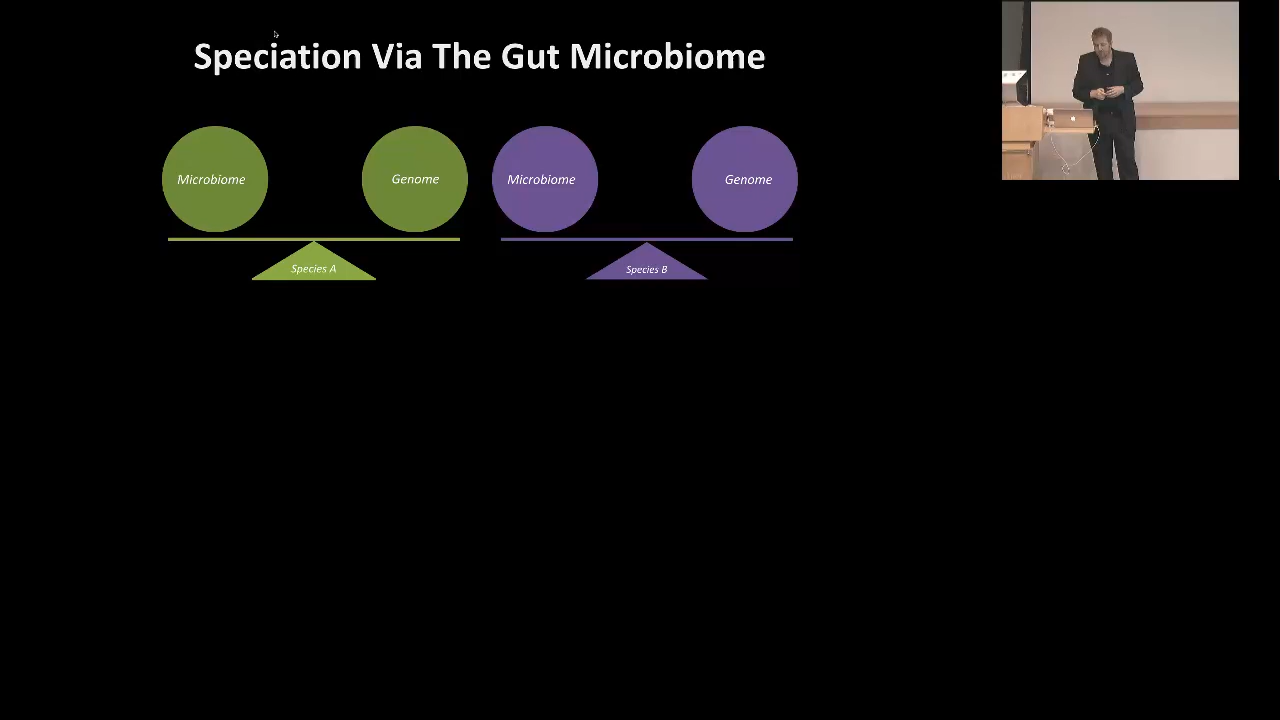 Speciation Via The Gut Microbiome
Microbiome
Genome
Microbiome
Genome
Species A
Species B